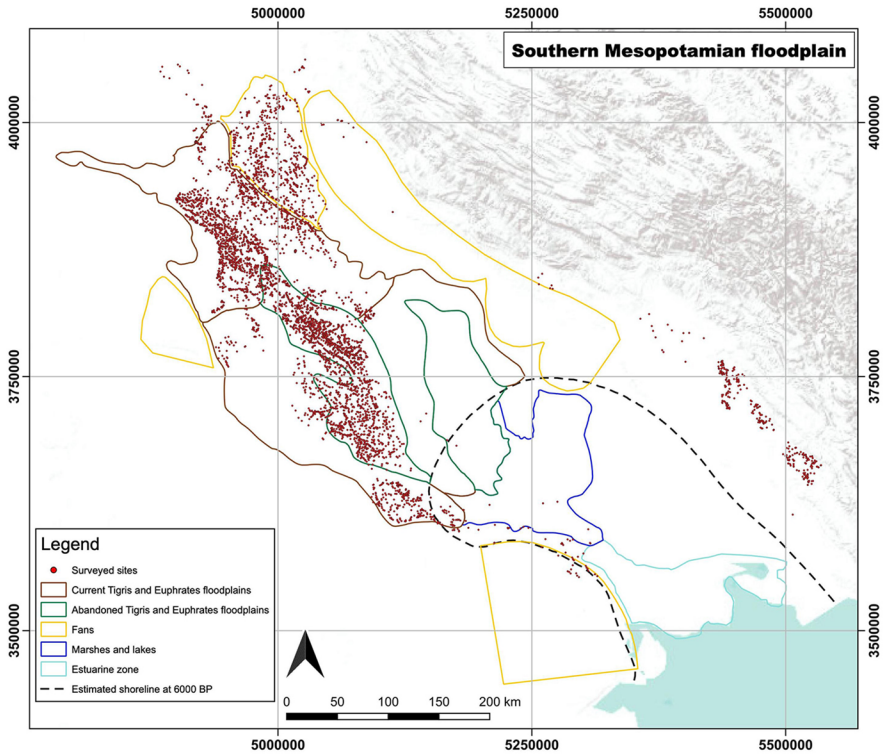 5000000 5250000 5500000
Southern Mesopotamian floodplain
4000000 4000000
3750000 3750000
Legend
Surveyed sites
Current Tigris and Euphrates floodplains
Abandoned Tigris and Euphrates floodplains
Fans
Marshes and lakes
Estuarine zone
Estimated shoreline at 6000 BP
3500000 3500000
0 50 100 150 200 km
5000000 5250000 5500000